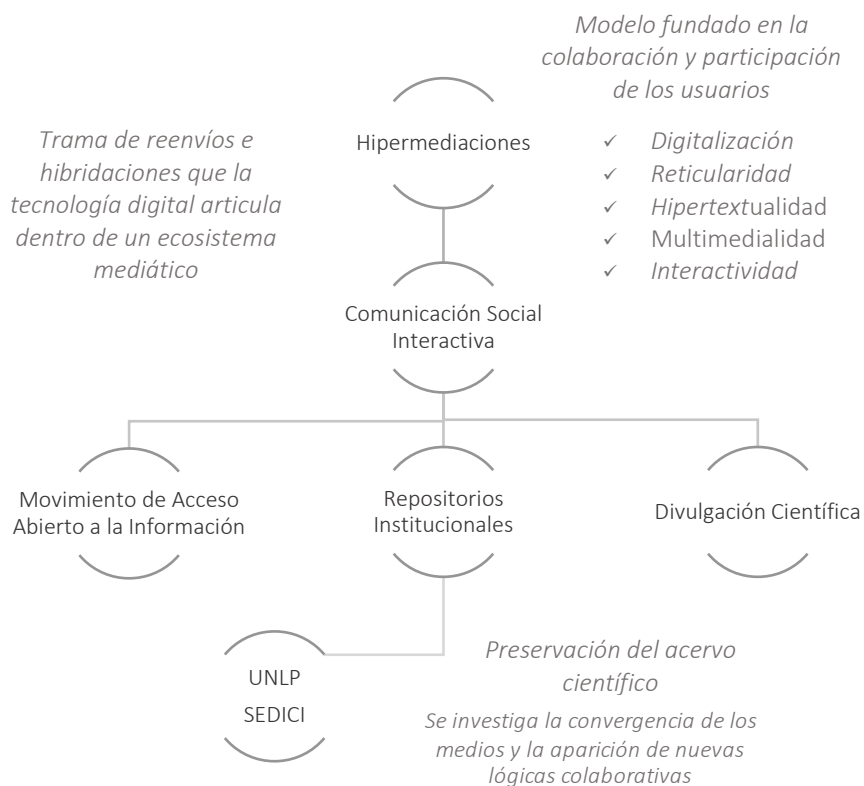 Modelo fundado en la
colaboración y participación
de los usuarios
Hipermediaciones
Trama de reenvíos e
hibridaciones que la
tecnología digital articula
dentro de un ecosistema
mediático
✓ Digitalización
✓ Reticularidad
✓ Hipertextualidad
✓ Multimedialidad
✓ Interactividad
Comunicación Social
Interactiva
Movimiento de Acceso
Abierto a la Información
Repositorios
Institucionales
Divulgación Científica
UNLP
SEDICI
Preservación del acervo
científico
Se investiga la convergencia de los
medios y la aparición de nuevas
lógicas colaborativas